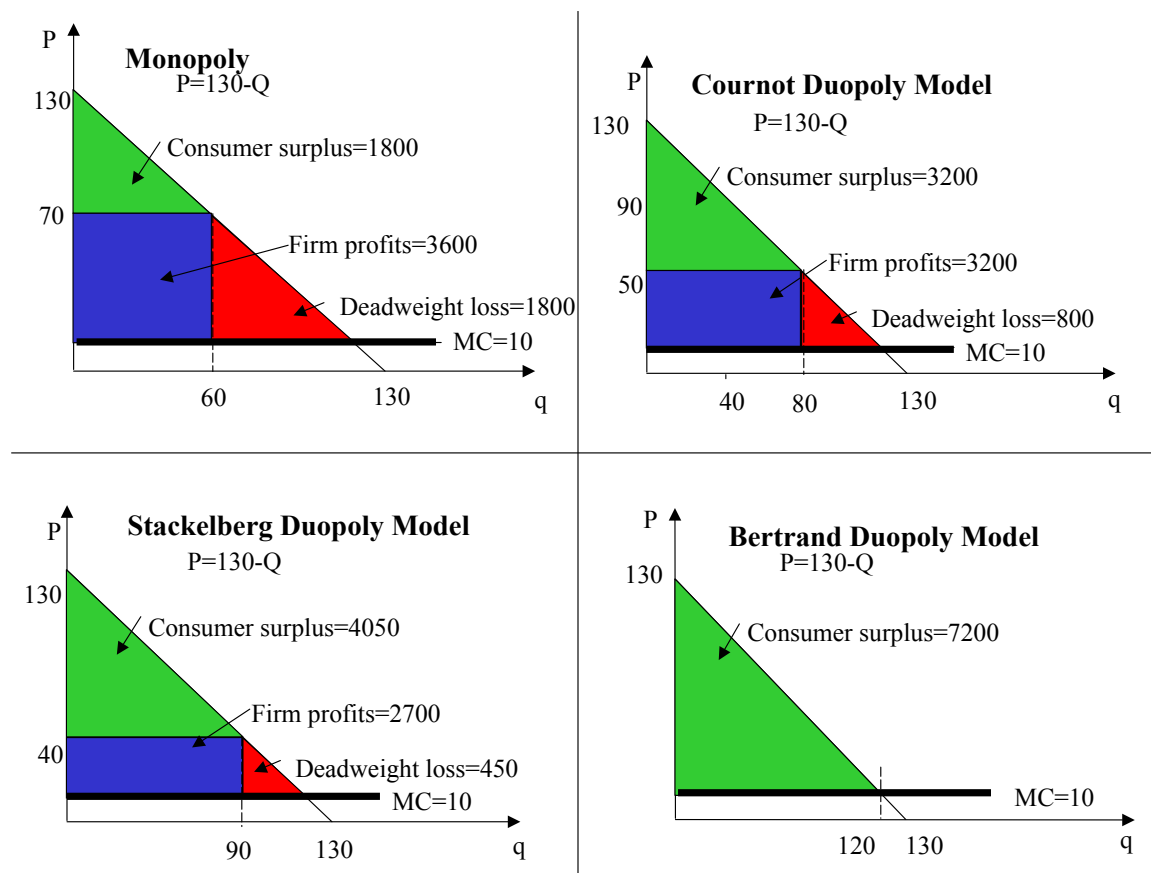 P
Monopoly
P=130-Q
130
Consumer surplus=1800
70
Firm profits=3600
Deadweight loss=1800
MC=10
60
130
q
P
Cournot Duopoly Model
P=130-Q
130
Consumer surplus=3200
90
Firm profits=3200
50
Deadweight loss=800
MC=10
40
80
130
q
P
Stackelberg Duopoly Model
P=130-Q
130
Consumer surplus=4050
Firm profits=2700
40
Deadweight loss=450
MC=10
90
130
q
P
Bertrand Duopoly Model
P=130-Q
130
Consumer surplus=7200
MC=10
120
130
q